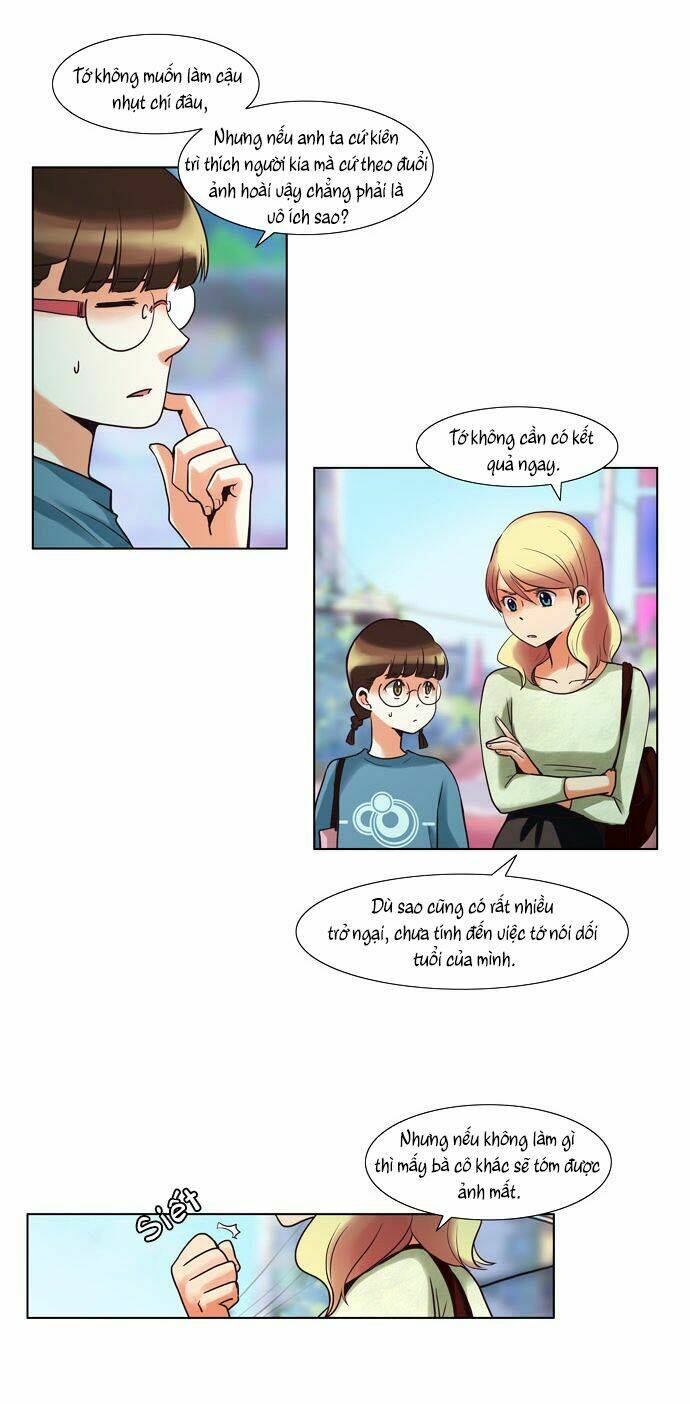 Tớ không muốn làm cậu
nhụt chí đâu,
Nhưng nếu anh ta cứ kiên
trì thích người kia mà cứ theo đuổi
ảnh hoài vậy chẳng phải là
vô ích sao?
Tớ không cần có kết
quả ngay.
Dù sao cũng có rất nhiều
trở ngại, chưa tính đến việc tớ nói dối
tuổi của mình.
Nhưng nếu không làm gì
thì mấy bà cô khác sẽ tóm được
ảnh mất.
Siết